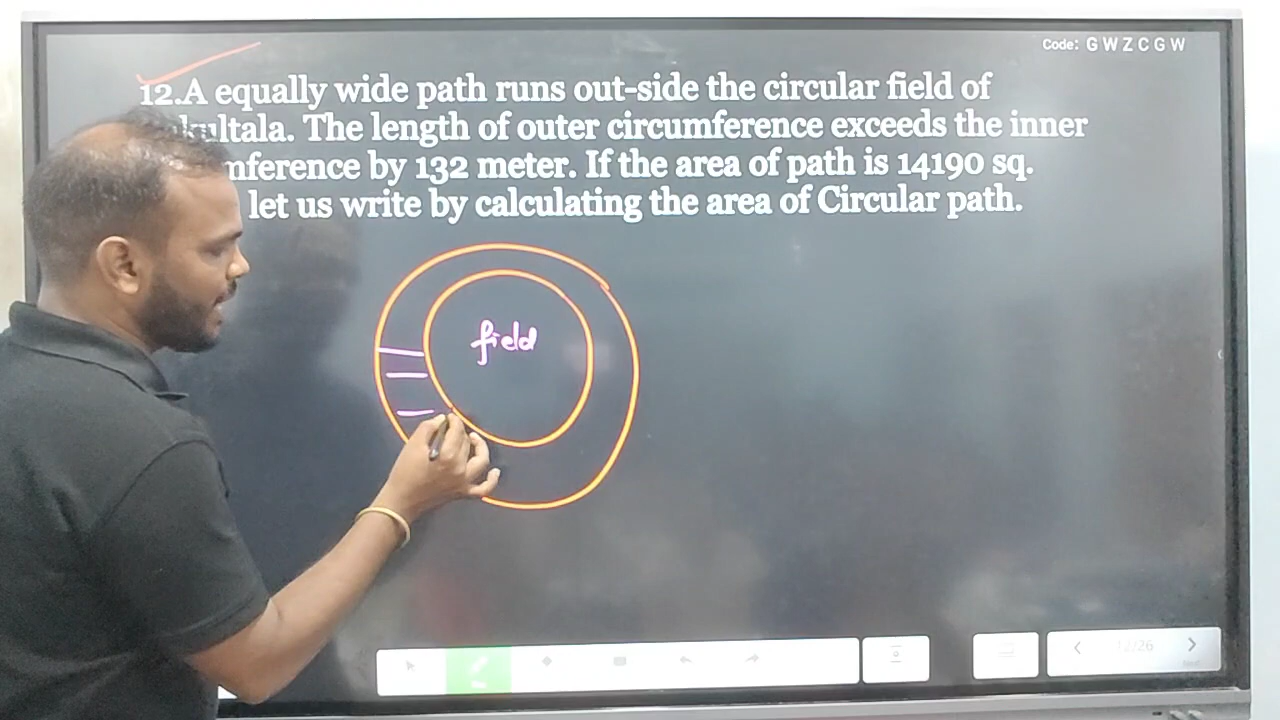 Code: G W Z C G W
12.A equally wide path runs out-side the circular field of
kultala. The length of outer circumference exceeds the inner
mference by 132 meter. If the area of path is 14190 sq.
let us write by calculating the area of Circular path.
field
12/26